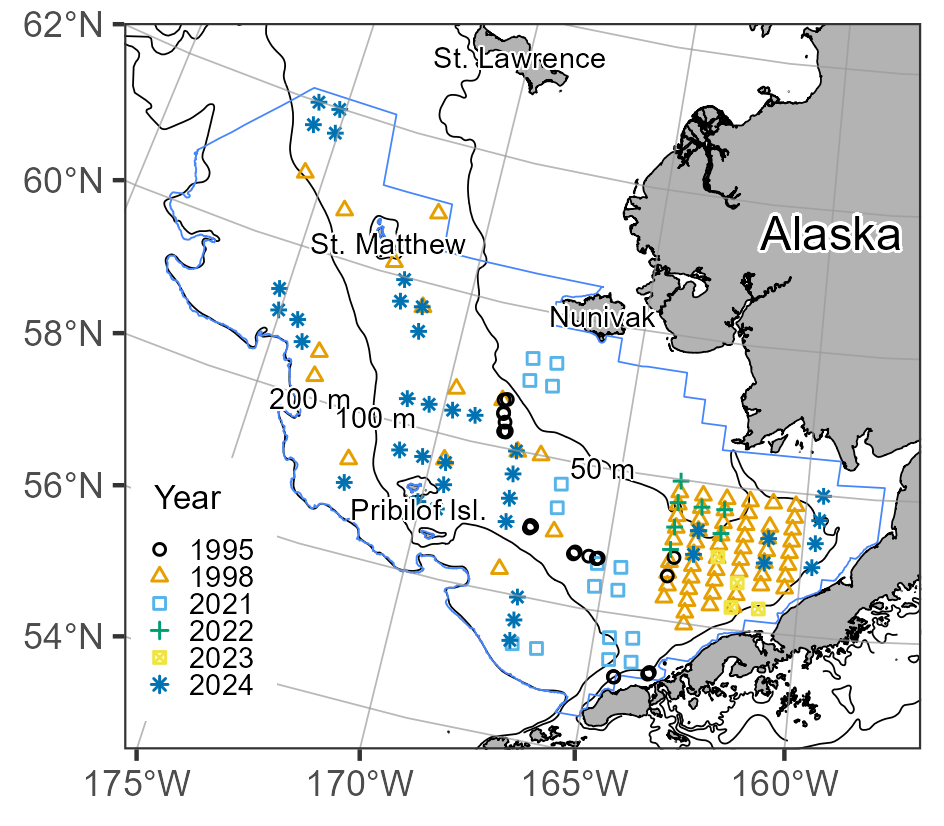 62°N
St. Lawrence
60°N
Alaska
St. Matthew
58°N
Nunivak
200 m
100 m
56°N
50 m
Year
Pribilof Isl.
1995
1998
2021
54°N
2022
2023
2024
175°W
170°W
165°W
160°W